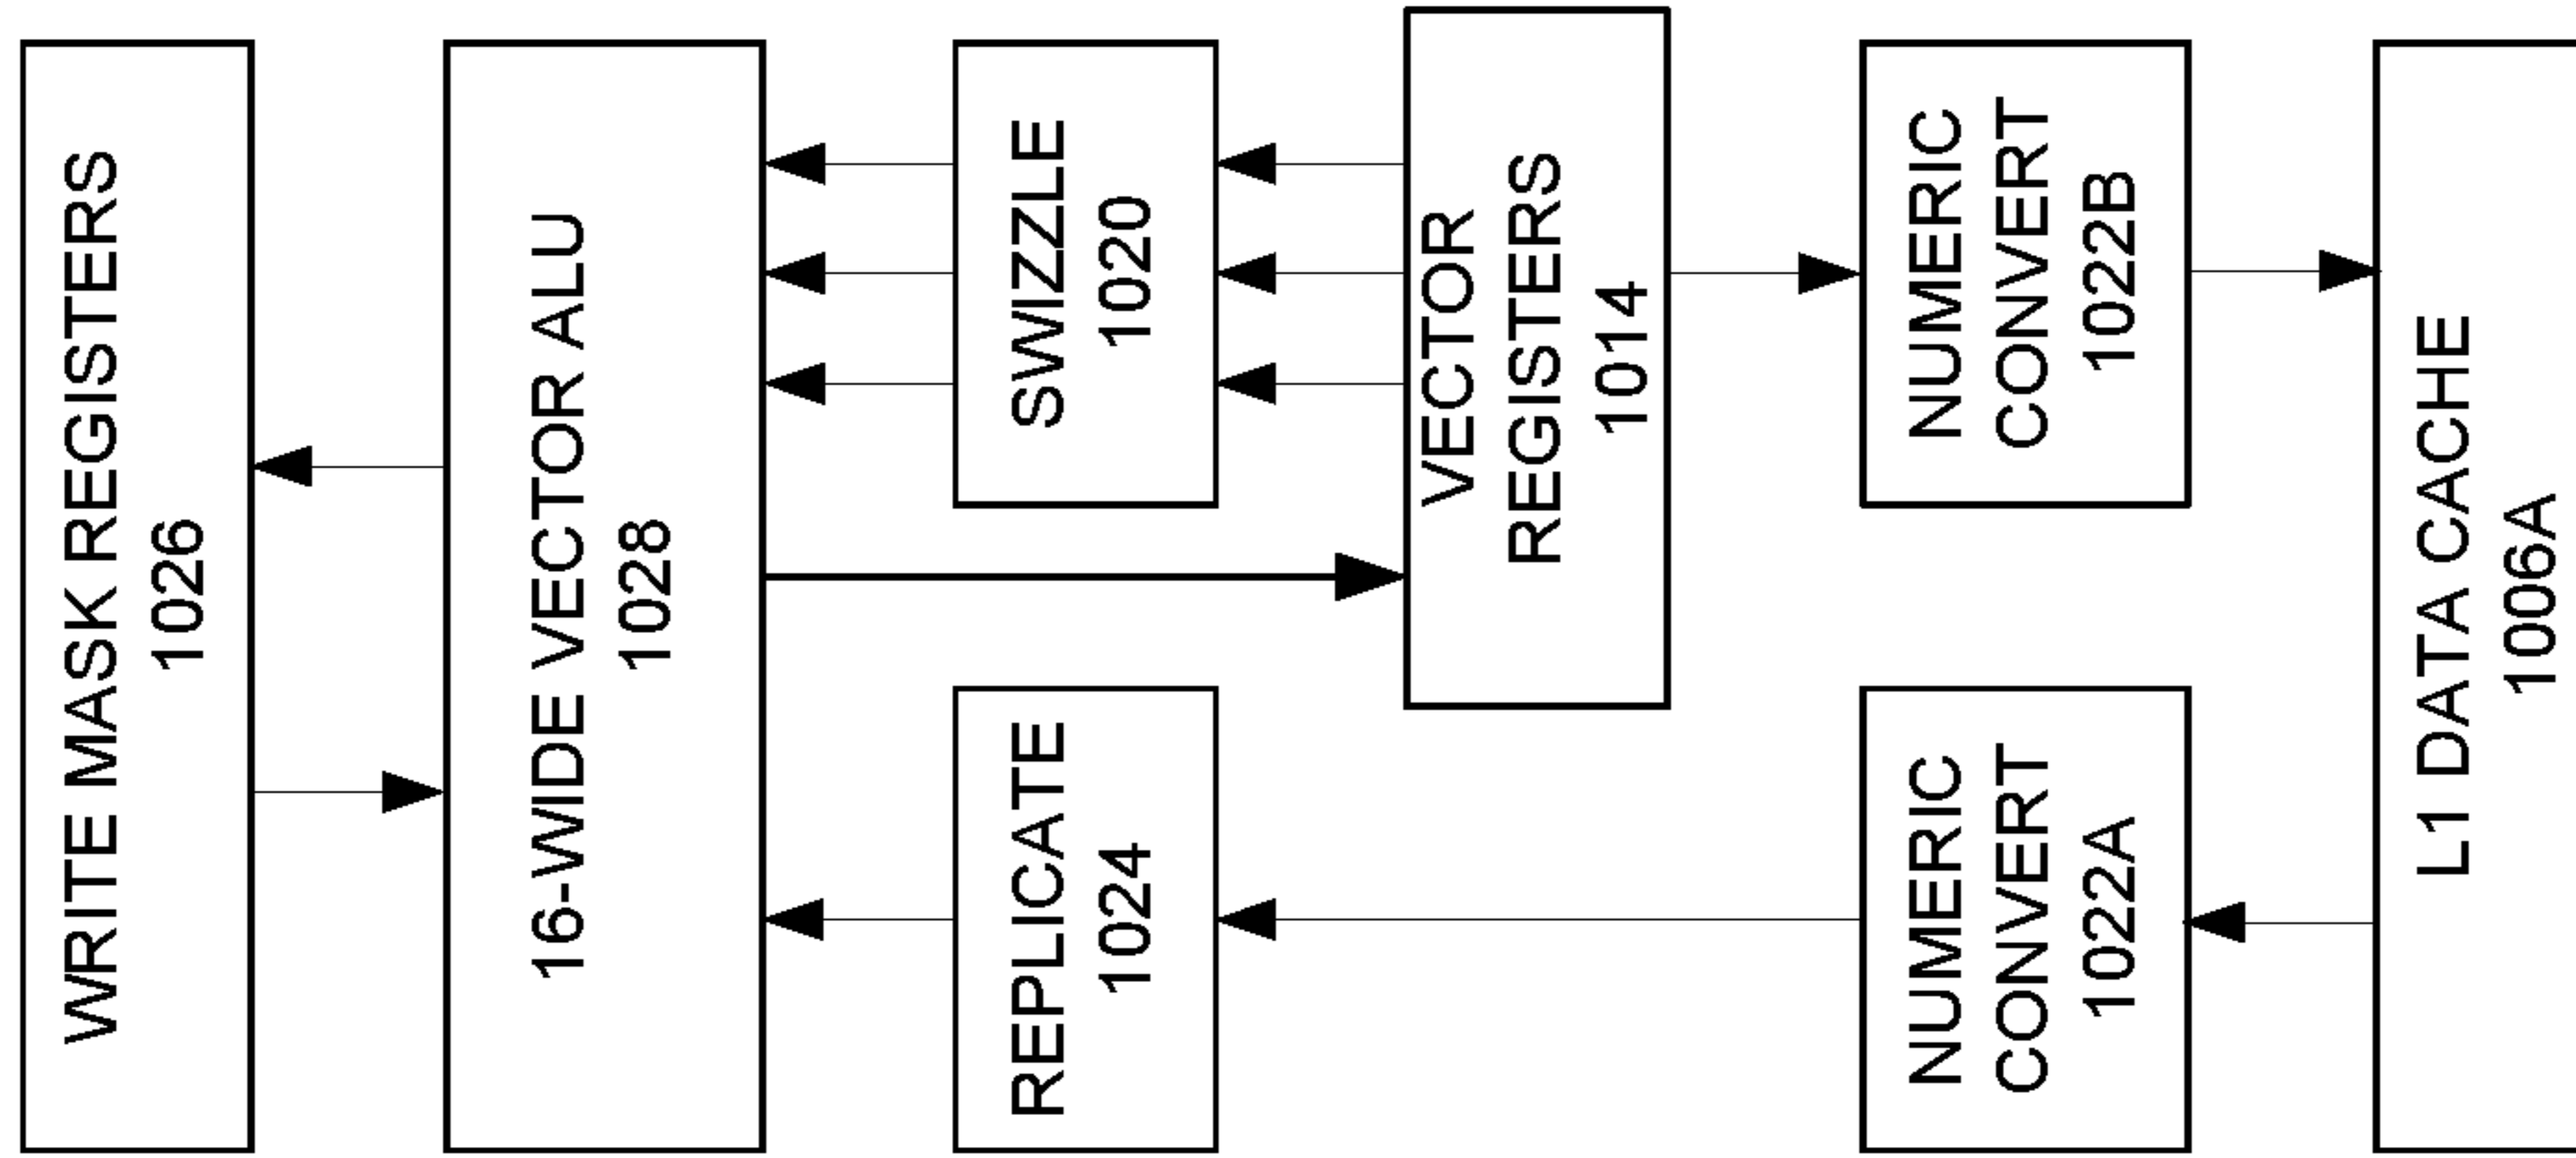 WRITE MASK REGISTERS
1026
16-WIDE VECTOR ALU
1028
REPLICATE
1024
SWIZZLE
1020
VECTOR
REGISTERS
1014
NUMERIC
CONVERT
1022A
NUMERIC
CONVERT
1022B
L1 DATA CACHE
1006A